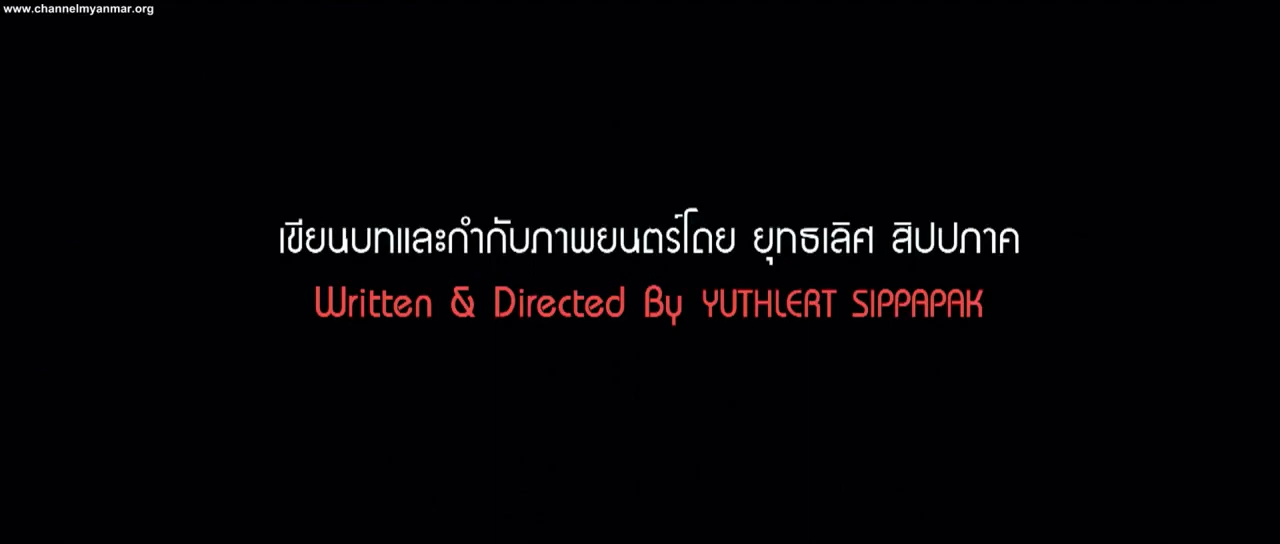 www.channelmyanmar.org
เขียนบทและกำกับภาพยนตร์โดย ยุทธเลิศ สิปปภาค
Written & Directed By YUTHLERT SIPPAPAK